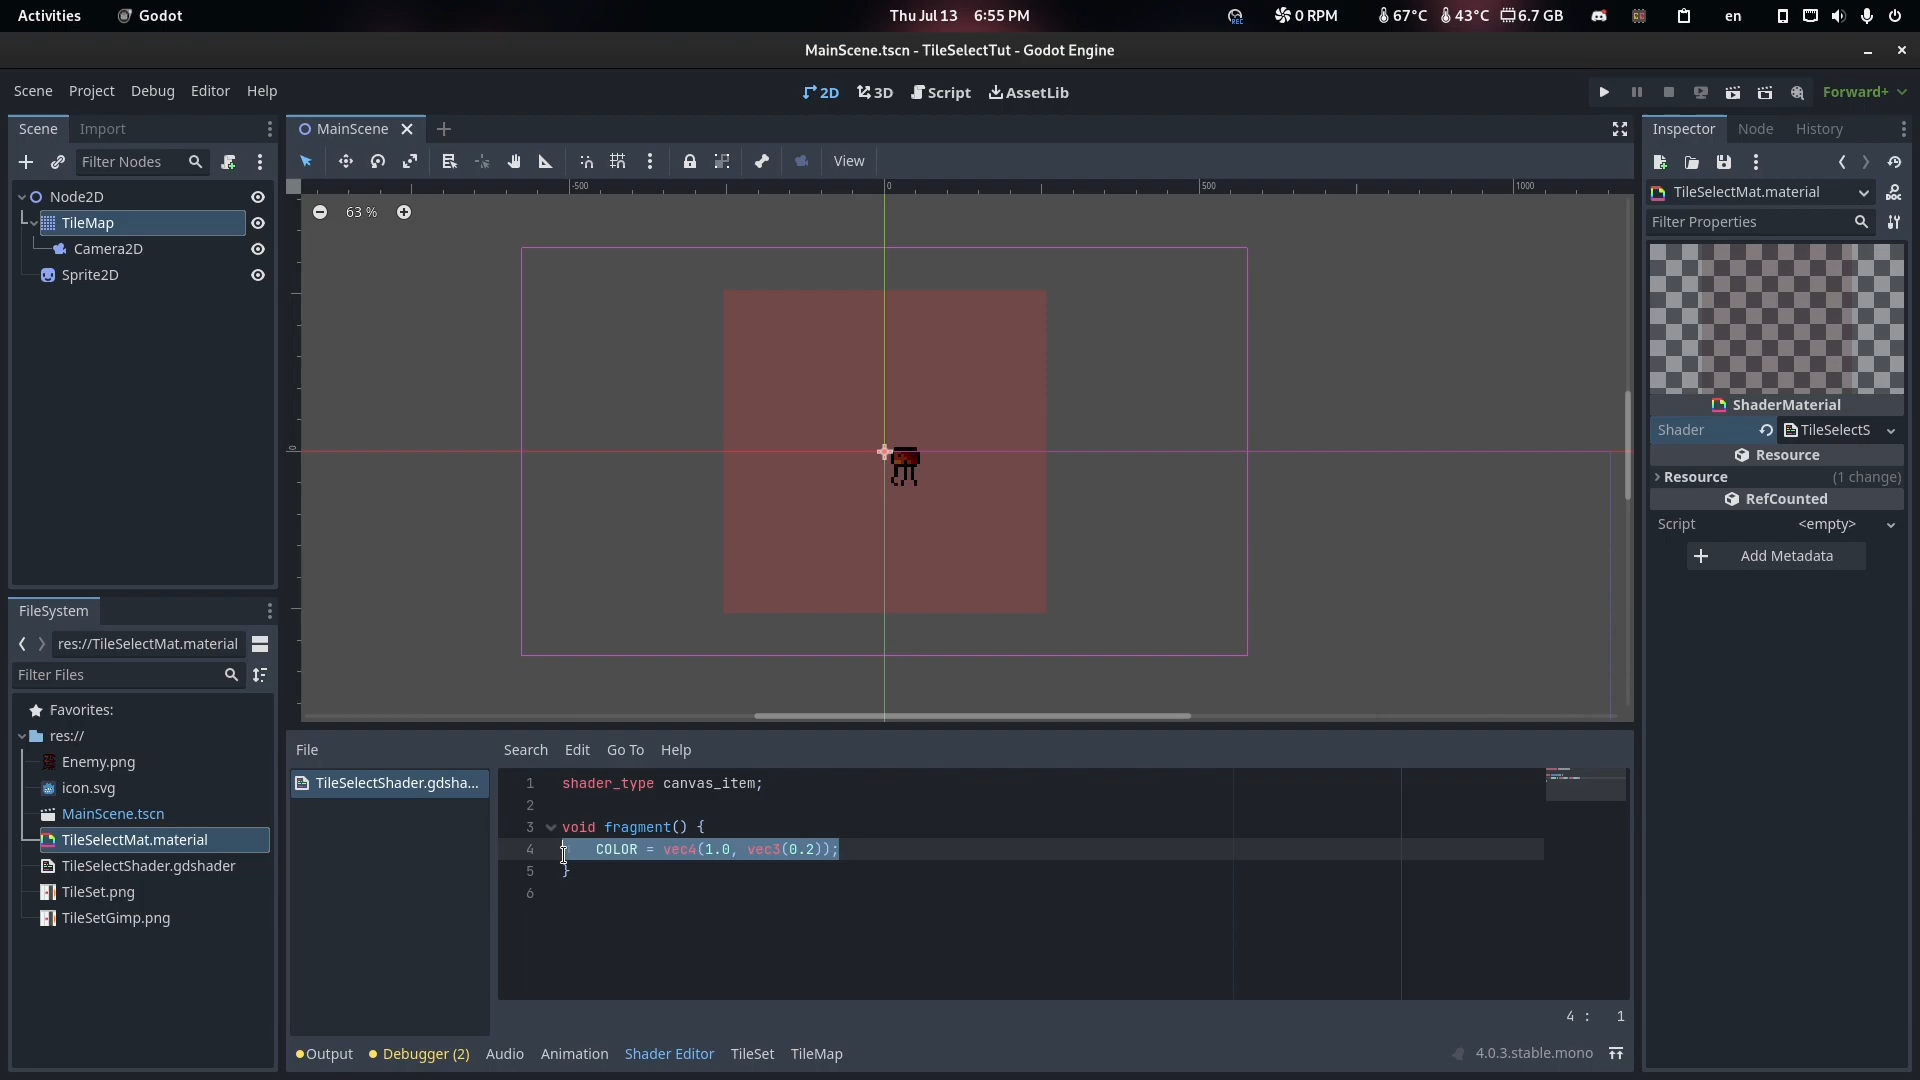 Activities Godot Thu Jul 13 6:55 PM 0 RPM 67°C 43°C 6.7 GB en
MainScene.tscn - TileSelectTut - Godot Engine
Scene Project Debug Editor Help 2D 3D Script AssetLib Forward+
Scene Import MainScene Inspector Node History
Filter Nodes View
TileSelectMat.material
Filter Properties
-500 0 500 1000
63 %
0
Node2D
TileMap
Camera2D
Sprite2D
ShaderMaterial
Shader TileSelectS
Resource
Resource (1 change)
RefCounted
Script <empty>
Add Metadata
FileSystem
res://TileSelectMat.material
Filter Files
Favorites:
res://
Enemy.png
icon.svg
MainScene.tscn
TileSelectMat.material
TileSelectShader.gdshader
TileSet.png
TileSetGimp.png
File Search Edit Go To Help
TileSelectShader.gdsha...
1 shader_type canvas_item;
2
3 void fragment() {
4 COLOR = vec4(1.0, vec3(0.2));
5 }
6
4 : 1
Output Debugger (2) Audio Animation Shader Editor TileSet TileMap 4.0.3.stable.mono